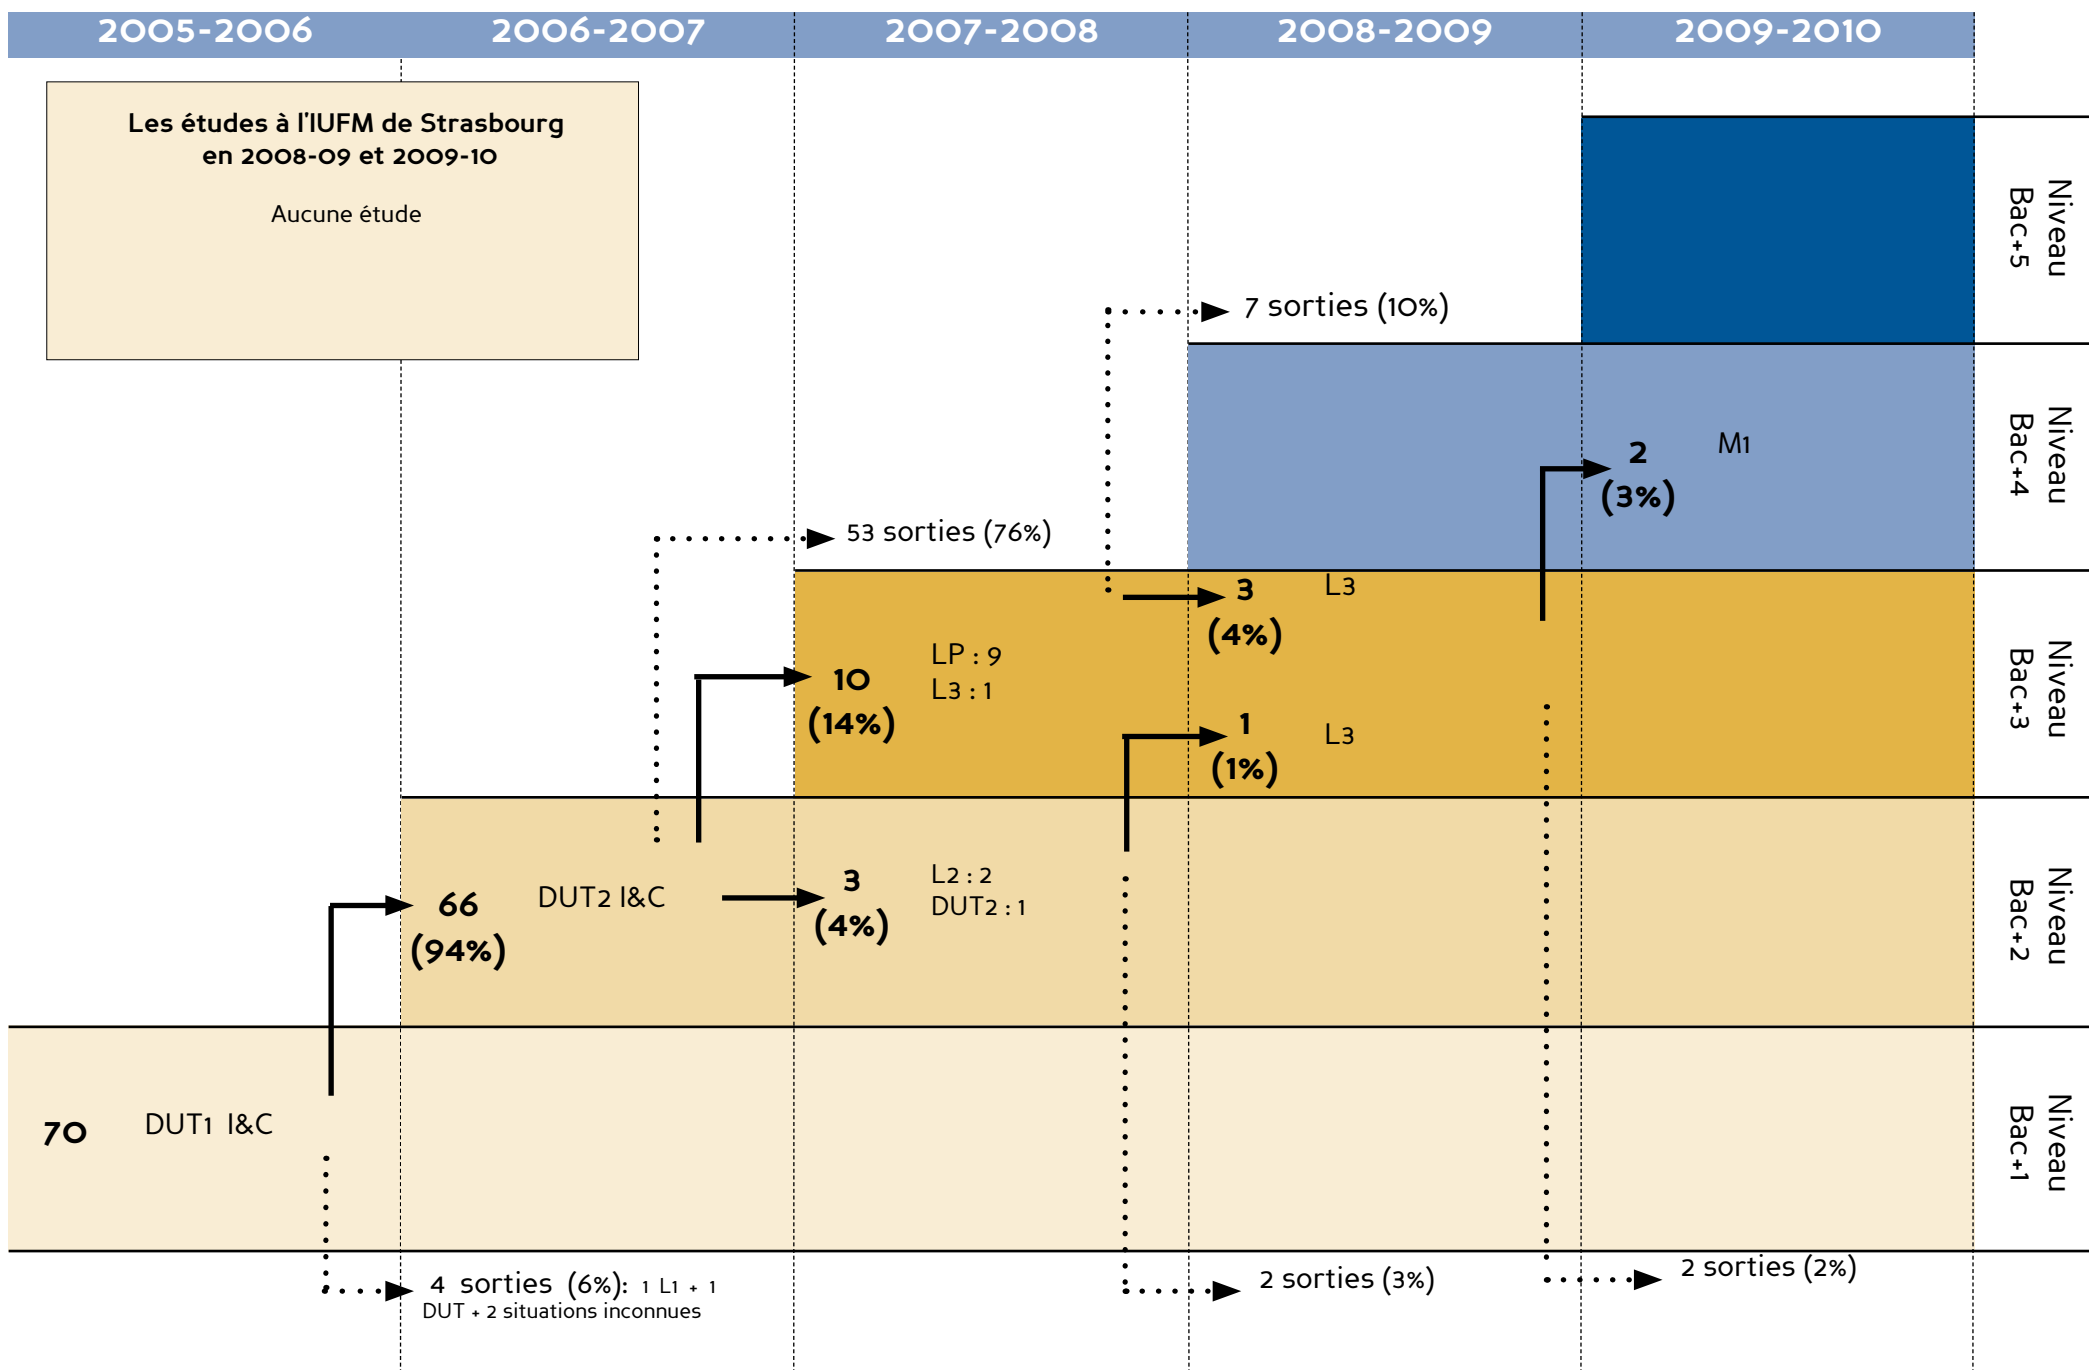 2005-2006
2006-2007
2007-2008
2008-2009
2009-2010
Les études à l'IUFM de Strasbourg
en 2008-09 et 2009-10
Aucune étude
Niveau
Bac+5
7 sorties (10%)
Niveau
Bac+4
2
(3%)
M1
53 sorties (76%)
Niveau
Bac+3
3
(4%)
L3
10
(14%)
LP : 9
L3 : 1
1
(1%)
L3
Niveau
Bac+2
66
(94%)
DUT2 I&C
3
(4%)
L2 : 2
DUT2 : 1
Niveau
Bac+1
70
DUT1 I&C
4 sorties (6%): 1 L1 + 1
DUT + 2 situations inconnues
2 sorties (3%)
2 sorties (2%)